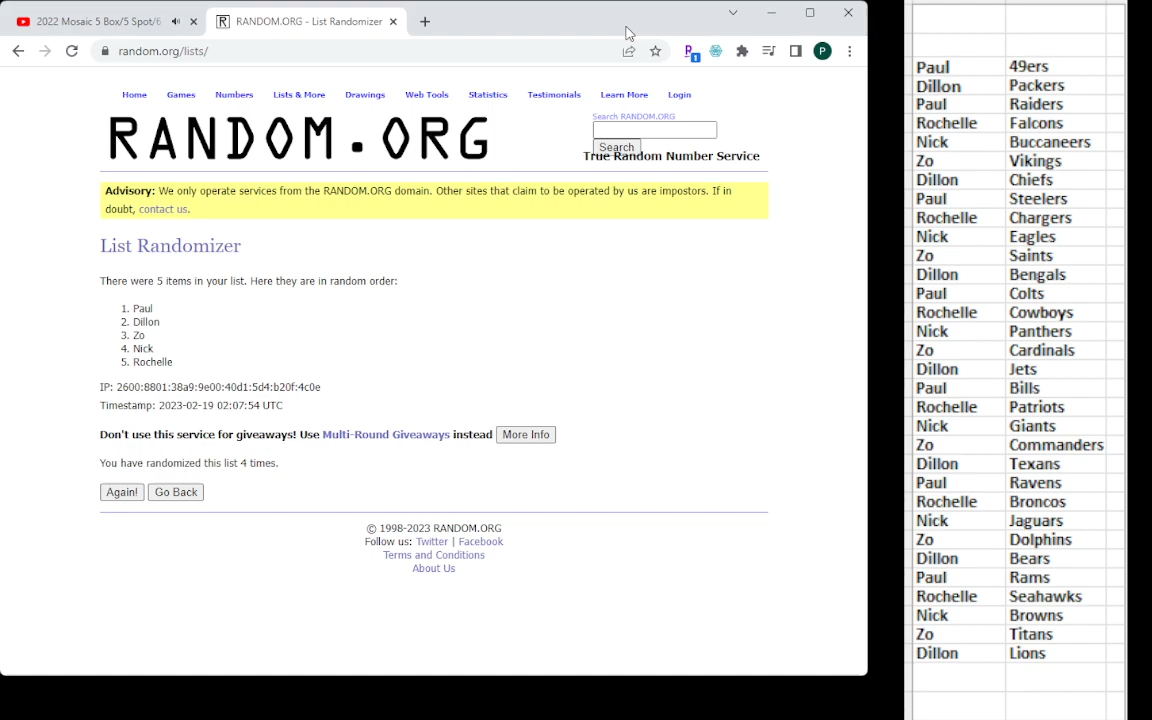 2022 Mosaic 5 Box/5 Spot/6
RANDOM.ORG - List Randomizer
random.org/lists/
P
Home Games Numbers Lists & More Drawings Web Tools Statistics Testimonials Learn More Login
RANDOM.ORG
Search RANDOM.ORG
Search
True Random Number Service
Advisory: We only operate services from the RANDOM.ORG domain. Other sites that claim to be operated by us are impostors. If in
doubt, contact us.
List Randomizer
There were 5 items in your list. Here they are in random order:
1. Paul
2. Dillon
3. Zo
4. Nick
5. Rochelle
IP: 2600:8801:38a9:9e00:40d1:5d4:b20f:4c0e
Timestamp: 2023-02-19 02:07:54 UTC
Don't use this service for giveaways! Use Multi-Round Giveaways instead More Info
You have randomized this list 4 times.
Again! Go Back
© 1998-2023 RANDOM.ORG
Follow us: Twitter | Facebook
Terms and Conditions
About Us
Paul 49ers
Dillon Packers
Paul Raiders
Rochelle Falcons
Nick Buccaneers
Zo Vikings
Dillon Chiefs
Paul Steelers
Rochelle Chargers
Nick Eagles
Zo Saints
Dillon Bengals
Paul Colts
Rochelle Cowboys
Nick Panthers
Zo Cardinals
Dillon Jets
Paul Bills
Rochelle Patriots
Nick Giants
Zo Commanders
Dillon Texans
Paul Ravens
Rochelle Broncos
Nick Jaguars
Zo Dolphins
Dillon Bears
Paul Rams
Rochelle Seahawks
Nick Browns
Zo Titans
Dillon Lions